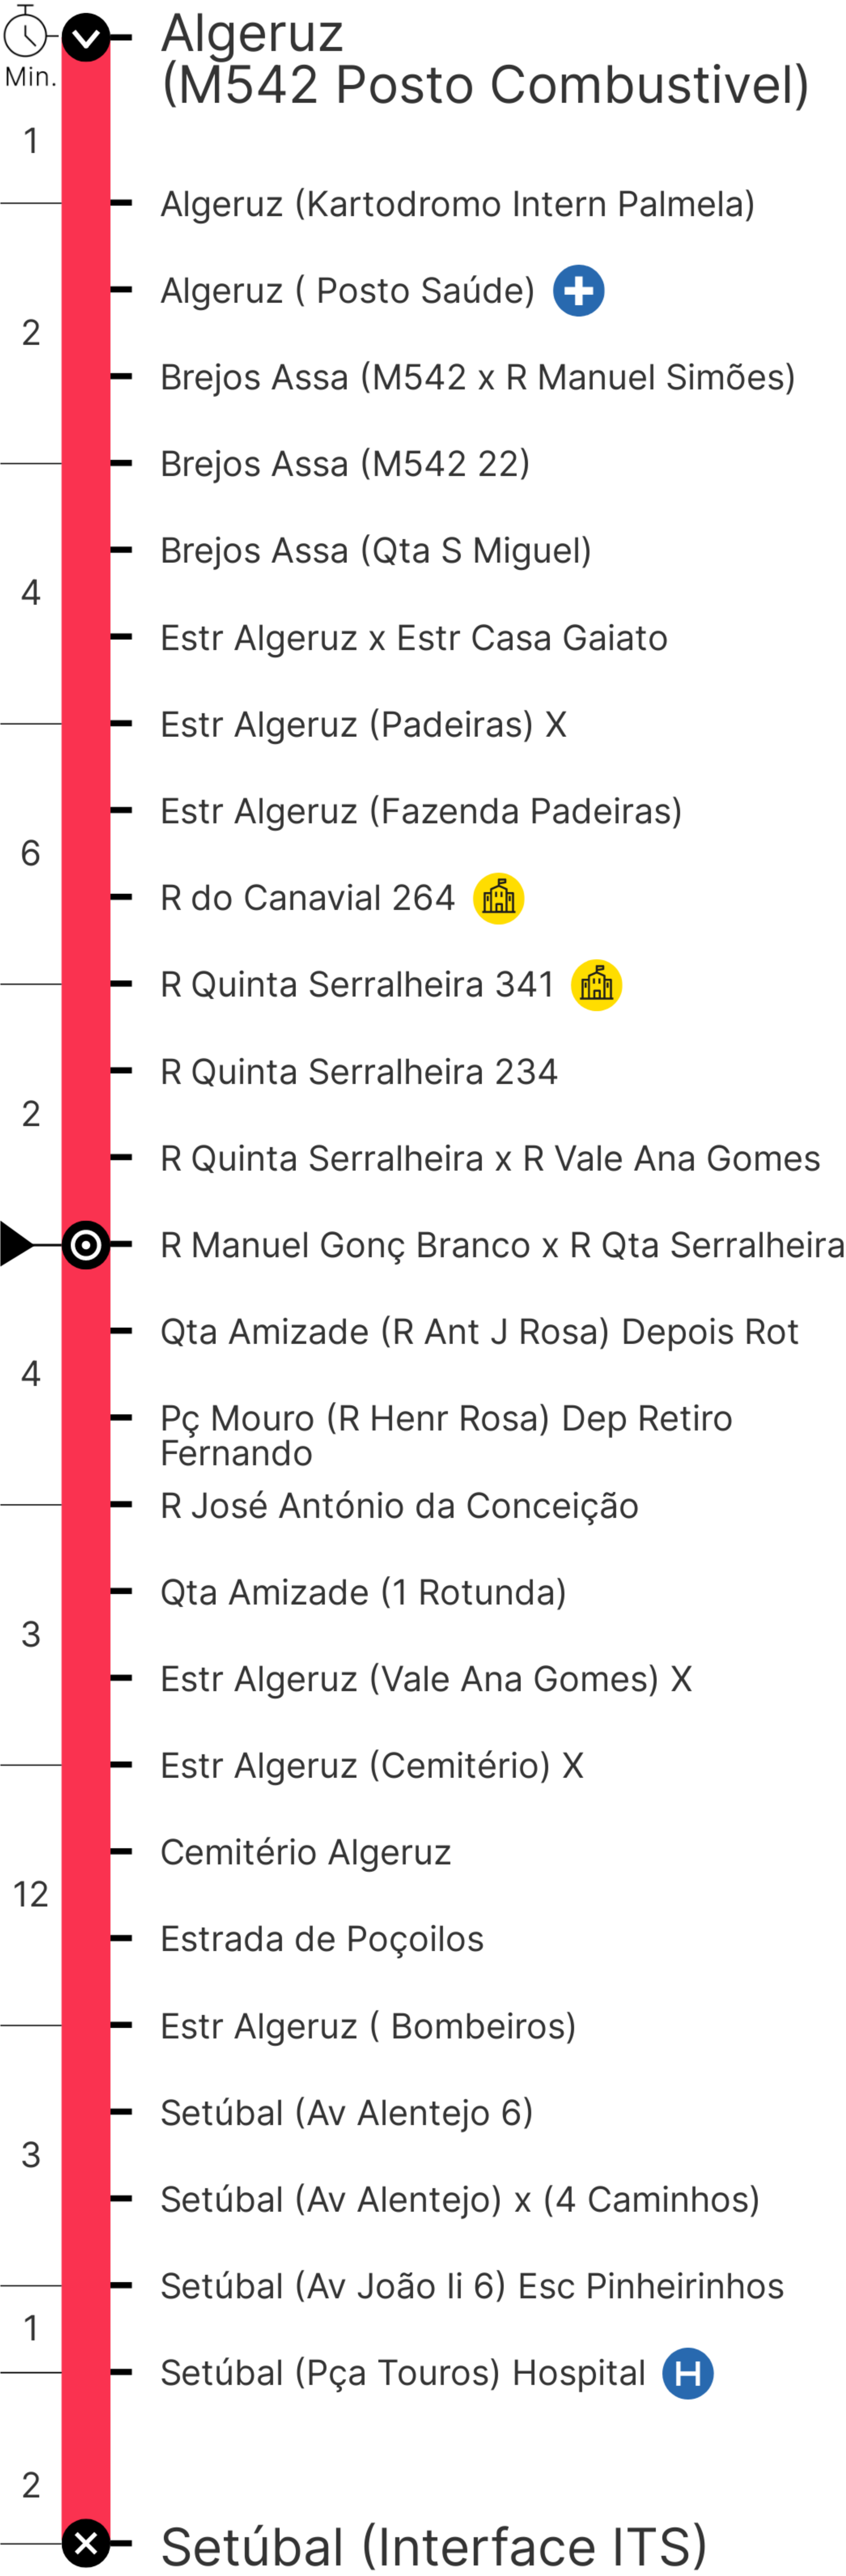 Algeruz
(M542 Posto Combustivel)
Min.
1
Algeruz (Kartodromo Intern Palmela)
Algeruz ( Posto Saúde)
2
Brejos Assa (M542 x R Manuel Simões)
Brejos Assa (M542 22)
Brejos Assa (Qta S Miguel)
4
Estr Algeruz x Estr Casa Gaiato
Estr Algeruz (Padeiras) X
Estr Algeruz (Fazenda Padeiras)
6
R do Canavial 264
R Quinta Serralheira 341
R Quinta Serralheira 234
2
R Quinta Serralheira x R Vale Ana Gomes
R Manuel Gonç Branco x R Qta Serralheira
Qta Amizade (R Ant J Rosa) Depois Rot
4
Pç Mouro (R Henr Rosa) Dep Retiro
Fernando
R José António da Conceição
Qta Amizade (1 Rotunda)
3
Estr Algeruz (Vale Ana Gomes) X
Estr Algeruz (Cemitério) X
Cemitério Algeruz
12
Estrada de Poçoilos
Estr Algeruz ( Bombeiros)
Setúbal (Av Alentejo 6)
3
Setúbal (Av Alentejo) x (4 Caminhos)
Setúbal (Av João Ii 6) Esc Pinheirinhos
1
Setúbal (Pça Touros) Hospital H
2
Setúbal (Interface ITS)